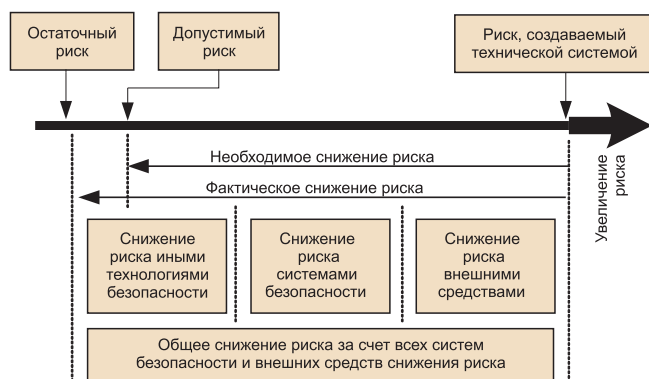 Остаточный
риск
Допустимый
риск
Риск, создаваемый
технической системой
Необходимое снижение риска
Фактическое снижение риска
Увеличение
риска
Снижение
риска иными
технологиями
безопасности
Снижение
риска
системами
безопасности
Снижение
риска
внешними
средствами
Общее снижение риска за счет всех систем
безопасности и внешних средств снижения риска